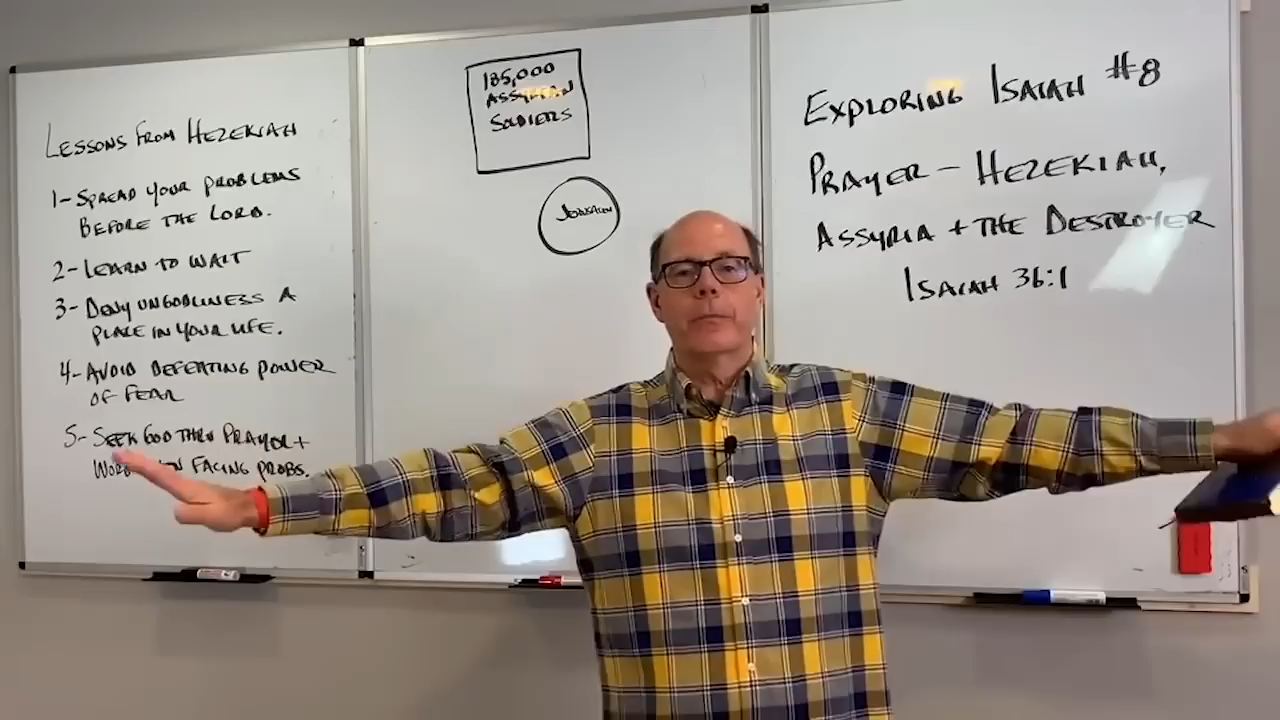 LESSONS FROM HEZEKIAH
1- SPREAD YOUR PROBLEMS
BEFORE THE LORD.
2- LEARN TO WAIT
3- DENY UNGODLINESS A
PLACE IN YOUR LIFE.
4- AVOID DEFEATING POWER
OF FEAR
5- SEEK GOD THRU PRAYER +
FACING PROBS.
185,000
ASSYRIAN
SOLDIERS
JERUSALEM
EXPLORING ISAIAH #8
PRAYER – HEZEKIAH,
ASSYRIA + THE DESTROYER
ISAIAH 36:1